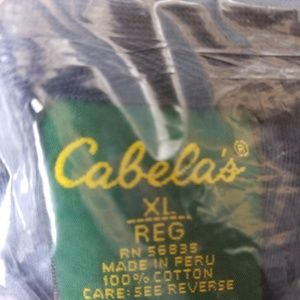 Cabela's®
XL
REG
RN 56835
MADE IN PERU
100% COTTON
CARE: SEE REVERSE